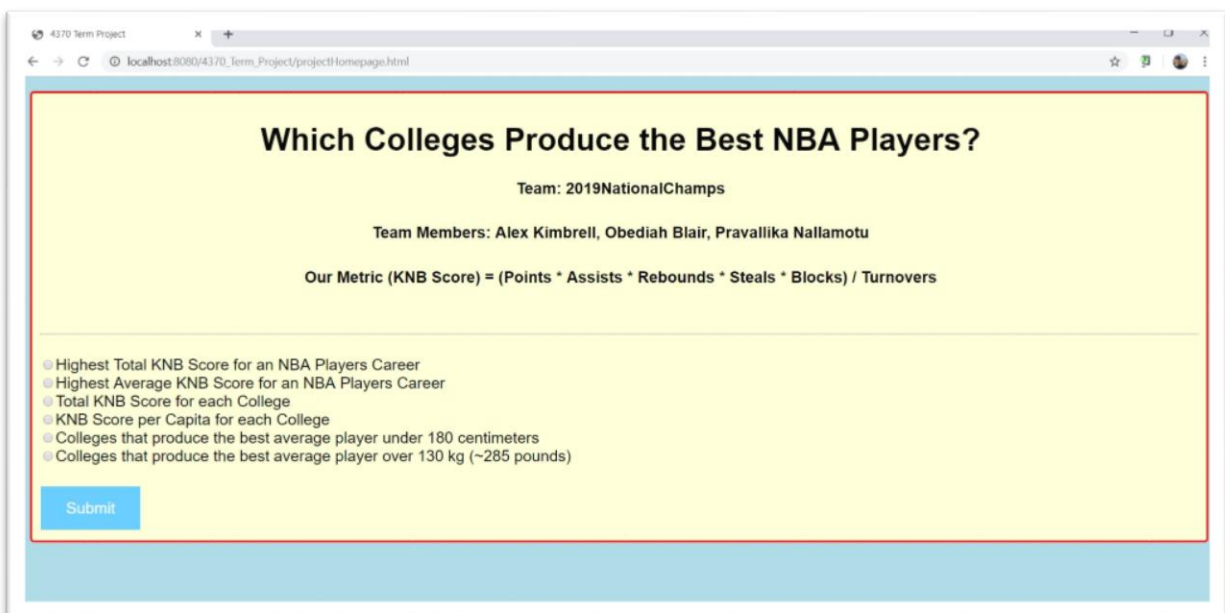 4370 Term Project
localhost:8080/4370_Term_Project/projectHomepage.html
Which Colleges Produce the Best NBA Players?
Team: 2019NationalChamps
Team Members: Alex Kimbrell, Obediah Blair, Pravallika Nallamotu
Our Metric (KNB Score) = (Points * Assists * Rebounds * Steals * Blocks) / Turnovers
Highest Total KNB Score for an NBA Players Career
Highest Average KNB Score for an NBA Players Career
Total KNB Score for each College
KNB Score per Capita for each College
Colleges that produce the best average player under 180 centimeters
Colleges that produce the best average player over 130 kg (~285 pounds)
Submit